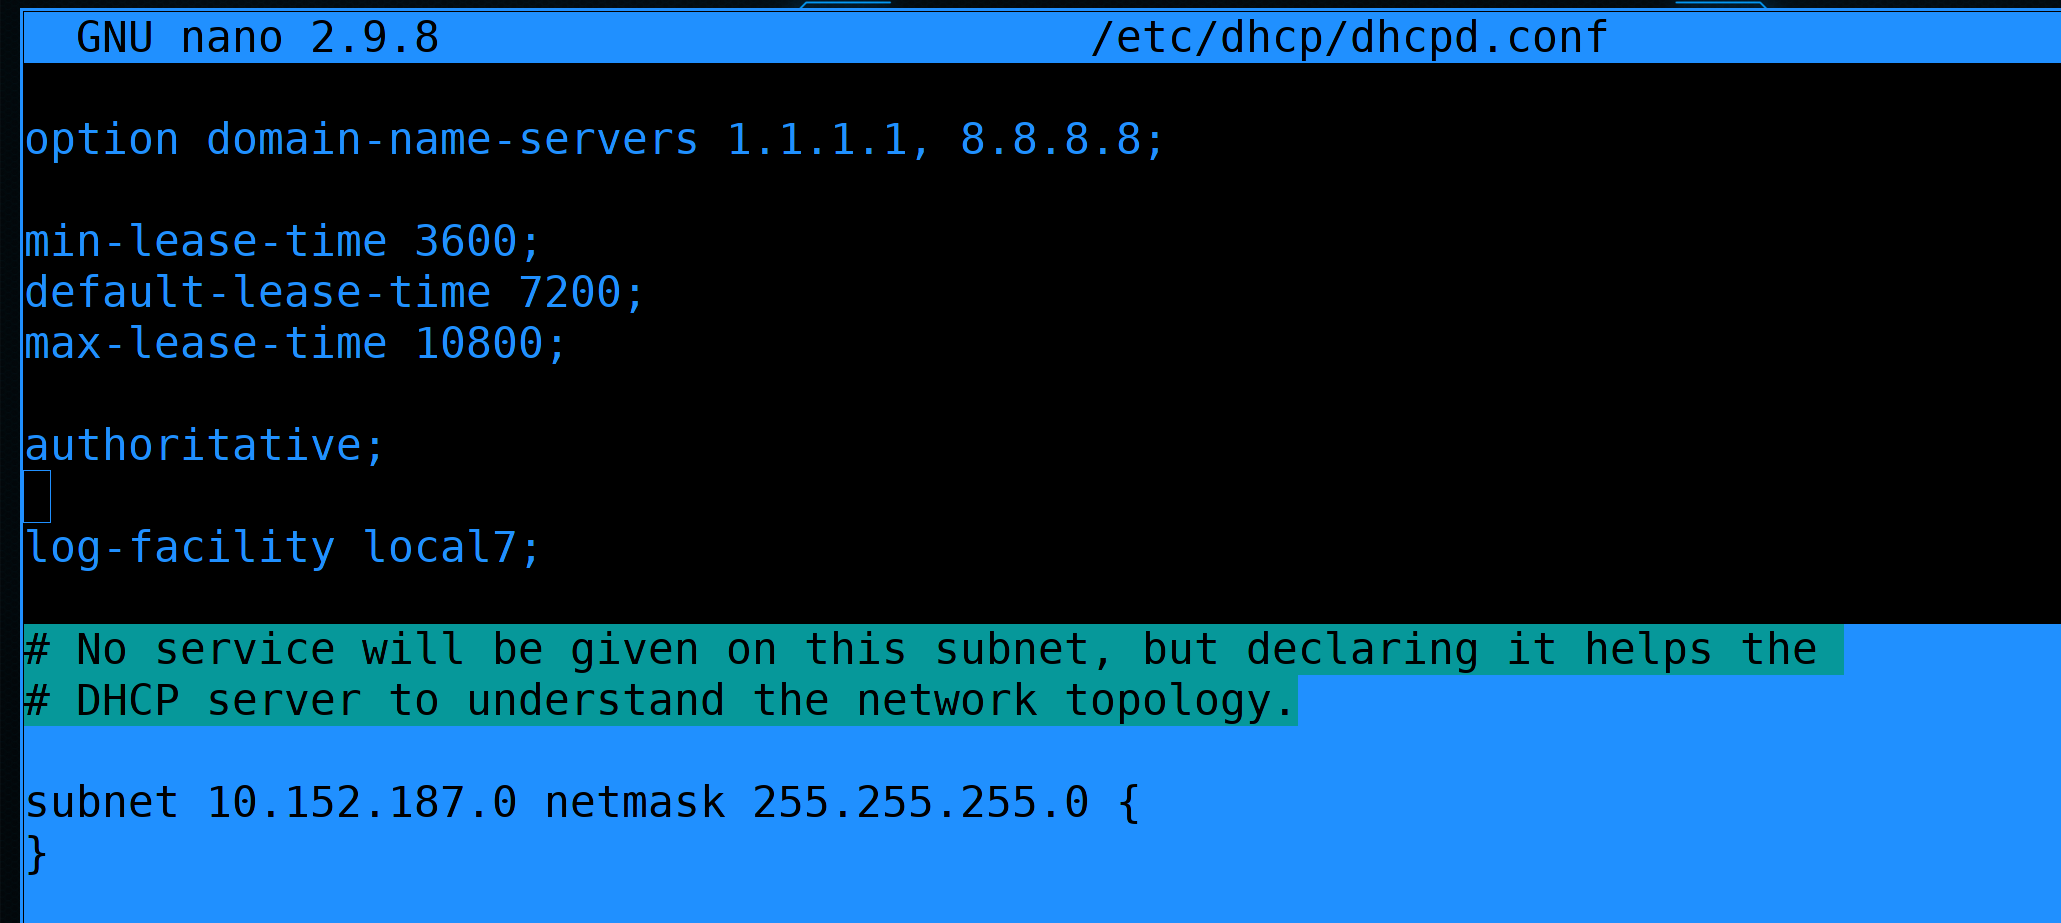 GNU nano 2.9.8 /etc/dhcp/dhcpd.conf
option domain-name-servers 1.1.1.1, 8.8.8.8;
min-lease-time 3600;
default-lease-time 7200;
max-lease-time 10800;
authoritative;
log-facility local7;
# No service will be given on this subnet, but declaring it helps the
# DHCP server to understand the network topology.
subnet 10.152.187.0 netmask 255.255.255.0 {
}